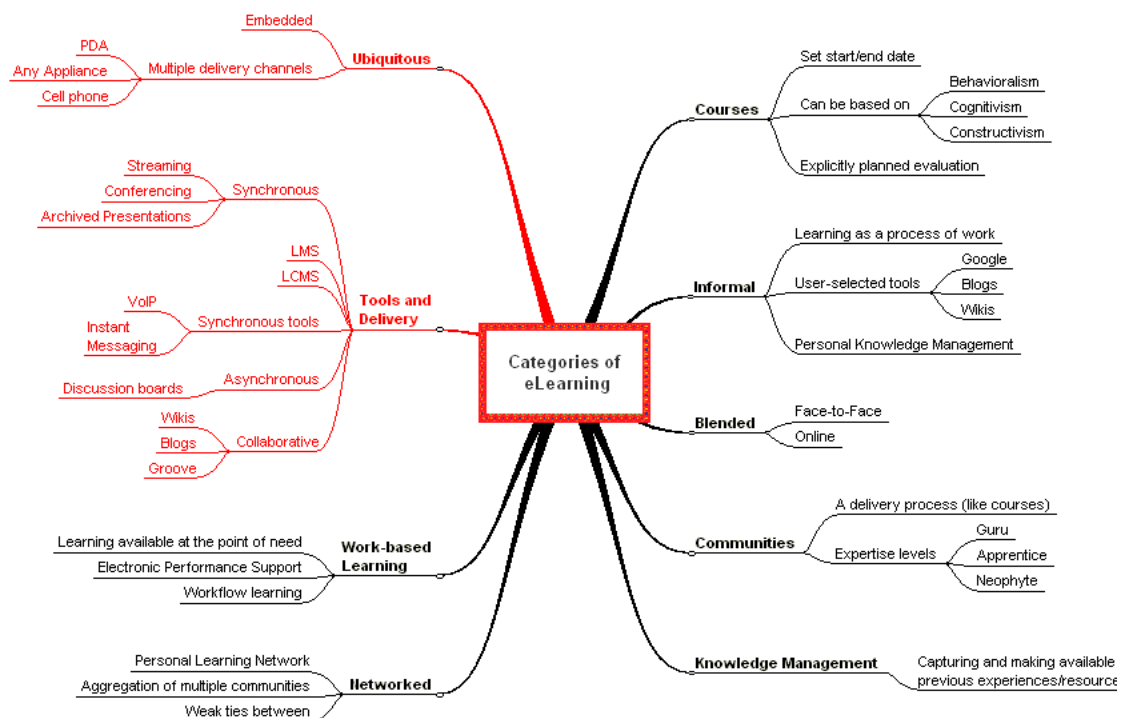 Categories of
eLearning
Ubiquitous
Embedded
Multiple delivery channels
PDA
Any Appliance
Cell phone
Tools and
Delivery
Synchronous
Streaming
Conferencing
Archived Presentations
LMS
LCMS
Synchronous tools
VoIP
Instant
Messaging
Asynchronous
Discussion boards
Collaborative
Wikis
Blogs
Groove
Work-based
Learning
Learning available at the point of need
Electronic Performance Support
Workflow learning
Networked
Personal Learning Network
Aggregation of multiple communities
Weak ties between
Courses
Set start/end date
Can be based on
Behavioralism
Cognitivism
Constructivism
Explicitly planned evaluation
Informal
Learning as a process of work
User-selected tools
Google
Blogs
Wikis
Personal Knowledge Management
Blended
Face-to-Face
Online
Communities
A delivery process (like courses)
Expertise levels
Guru
Apprentice
Neophyte
Knowledge Management
Capturing and making available
previous experiences/resource